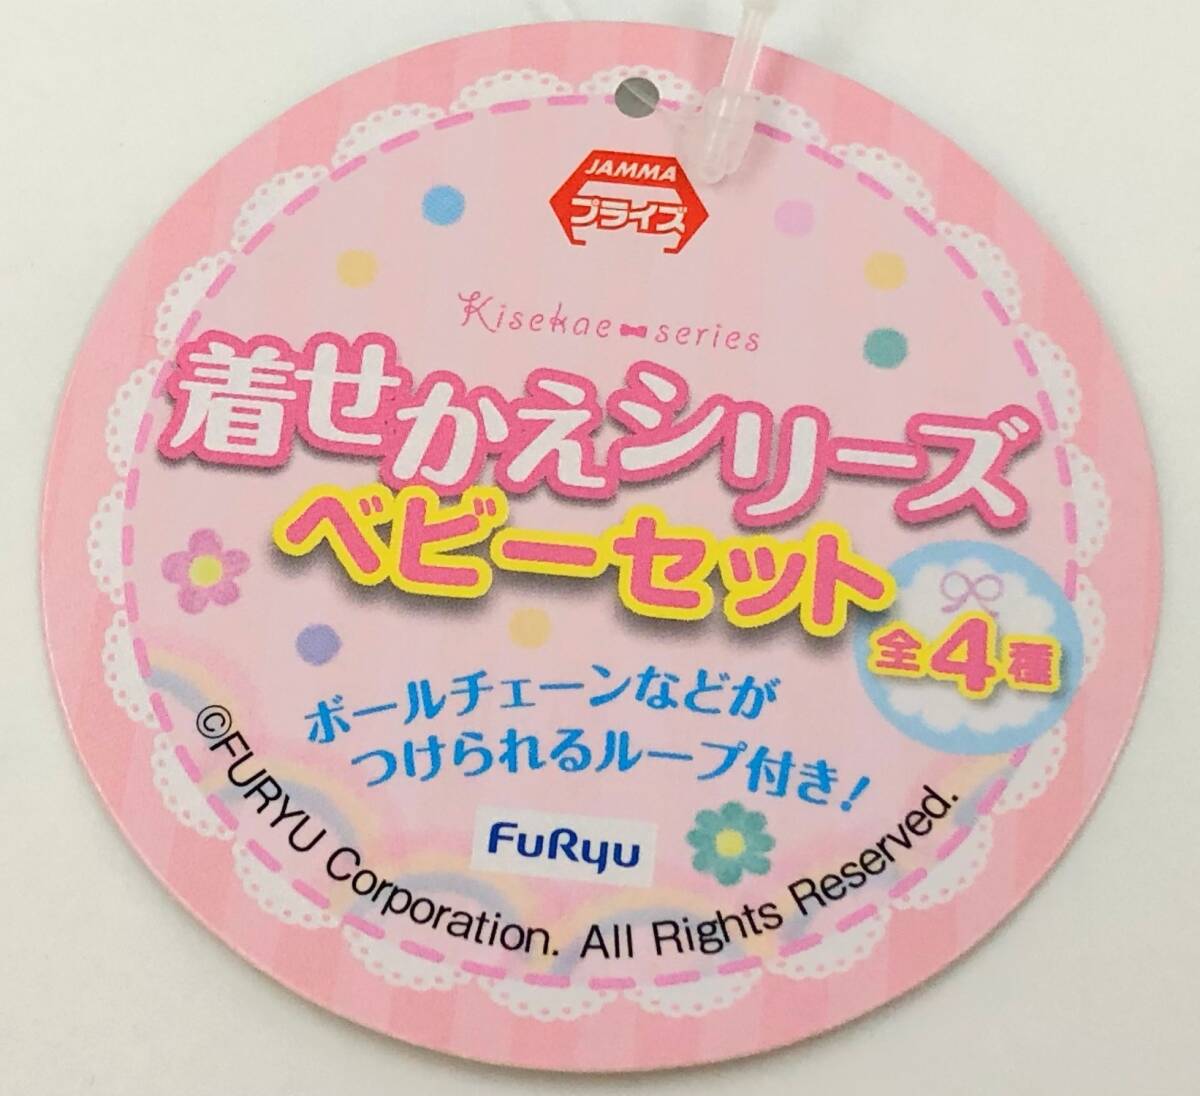 JAMMA
プライズ
Kisekae series
着せかえシリーズ
ベビーセット
全4種
ボールチェーンなどが
つけられるループ付き!
FuRyu
©FURYU Corporation. All Rights Reserved.